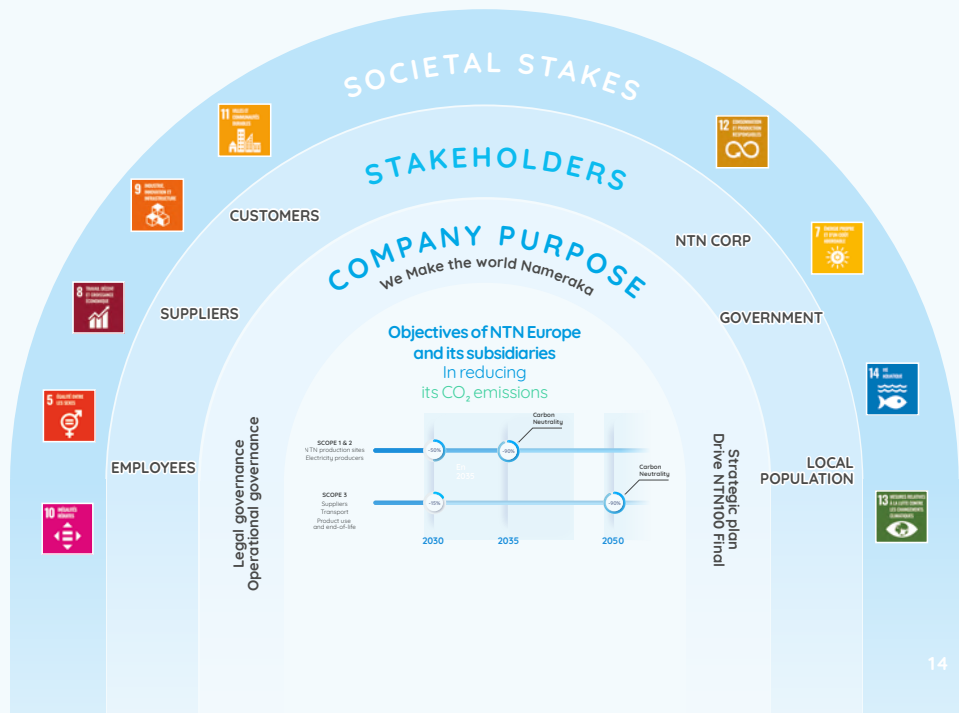 SOCIETAL STAKES
STAKEHOLDERS
COMPANY PURPOSE
We Make the world Nameraka
11
9
8
5
10
12
7
14
13
CUSTOMERS
SUPPLIERS
EMPLOYEES
NTN CORP
GOVERNMENT
LOCAL
POPULATION
Legal governance
Operational governance
Strategic plan
Drive NTN100 Final
Objectives of NTN Europe
and its subsidiaries
In reducing
its CO₂ emissions
Carbon
Neutrality
SCOPE 1 & 2
NTN production sites
Electricity producers
-50%
-90%
En
Carbon
Neutrality
SCOPE 3
Suppliers
Transport
Product use
and end-of-life
-90%
2030
2035
2050
14